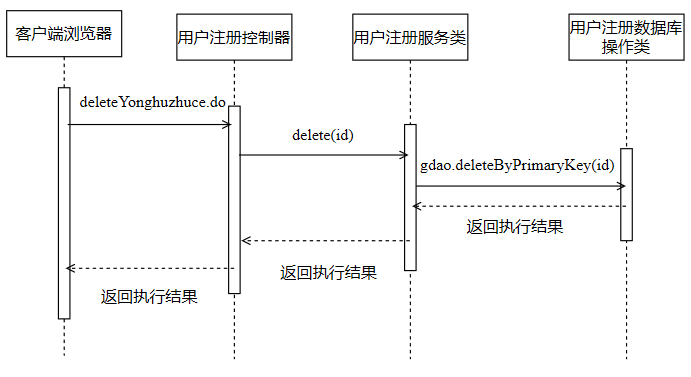 客户端浏览器
用户注册控制器
用户注册服务类
用户注册数据库
操作类
deleteYonghuzhuce.do
delete(id)
gdao.deleteByPrimaryKey(id)
返回执行结果
返回执行结果
返回执行结果